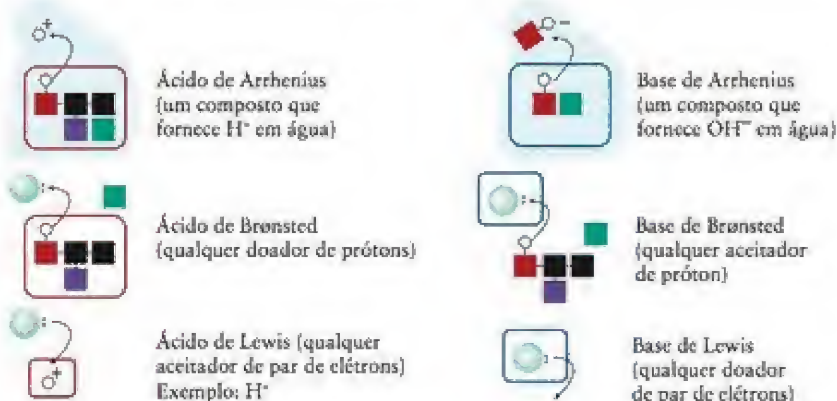 Ácido de Arrhenius
(um composto que
fornece H⁺ em água)
Base de Arrhenius
(um composto que
fornece OH⁻ em água)
Ácido de Brønsted
(qualquer doador de prótons)
Base de Brønsted
(qualquer aceitador
de próton)
Ácido de Lewis (qualquer
aceitador de par de elétrons)
Exemplo: H⁺
Base de Lewis
(qualquer doador
de par de elétrons)